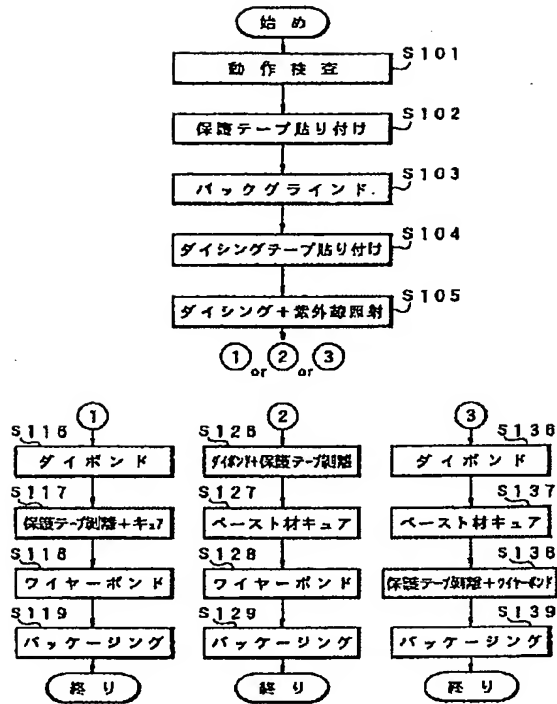 始め
S101
動作検査
S102
保護テープ貼り付け
S103
バックグラインド.
S104
ダイシングテープ貼り付け
S105
ダイシング+紫外線照射
① or ② or ③
①
S116
ダイボンド
S117
保護テープ剥離+キュア
S118
ワイヤーボンド
S119
パッケージング
終り
②
S126
ダイボンド+保護テープ剥離
S127
ペースト材キュア
S128
ワイヤーボンド
S129
パッケージング
終り
③
S136
ダイボンド
S137
ペースト材キュア
S138
保護テープ剥離+ワイヤーボンド
S139
パッケージング
終り